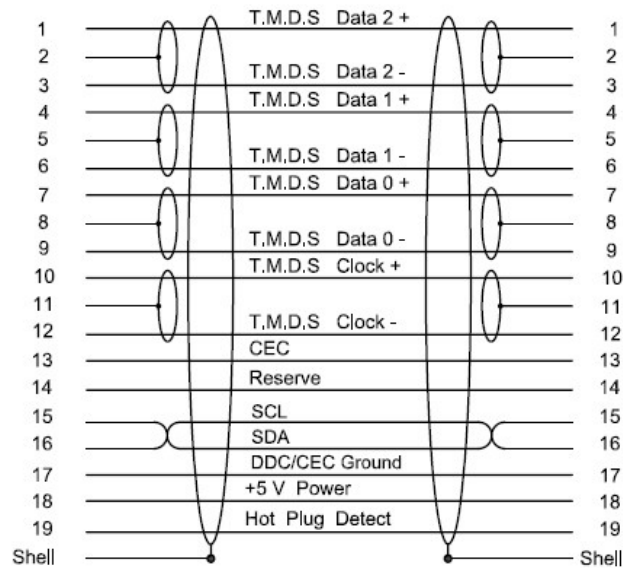 T.M.D.S Data 2 +
1 1
2 2
T.M.D.S Data 2 -
3 3
T.M.D.S Data 1 +
4 4
5 5
T.M.D.S Data 1 -
6 6
T.M.D.S Data 0 +
7 7
8 8
T.M.D.S Data 0 -
9 9
T.M.D.S Clock +
10 10
11 11
T.M.D.S Clock -
12 12
CEC
13 13
Reserve
14 14
SCL
15 15
SDA
16 16
DDC/CEC Ground
17 17
+5 V Power
18 18
Hot Plug Detect
19 19
Shell Shell